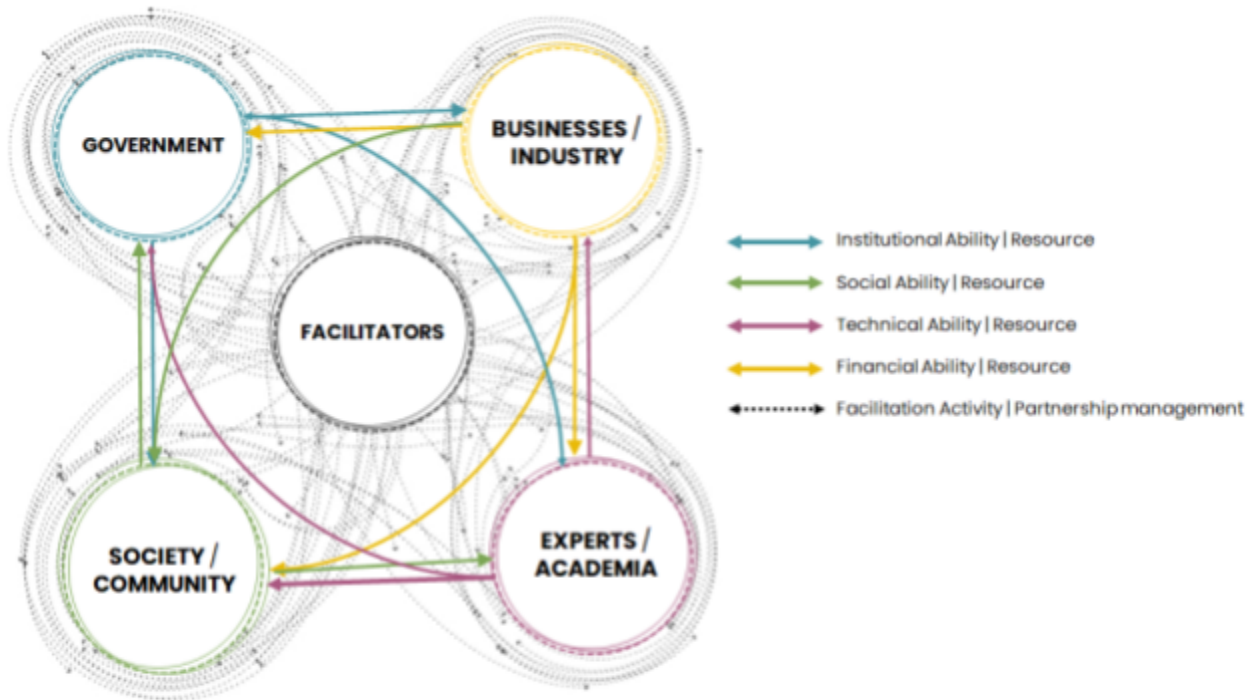 GOVERNMENT
BUSINESSES /
INDUSTRY
FACILITATORS
SOCIETY /
COMMUNITY
EXPERTS /
ACADEMIA
Institutional Ability | Resource
Social Ability | Resource
Technical Ability | Resource
Financial Ability | Resource
Facilitation Activity | Partnership management